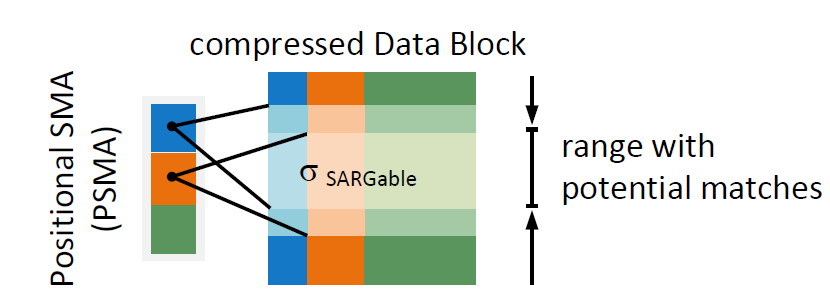 compressed Data Block
Positional SMA
(PSMA)
σ SARGable
range with
potential matches